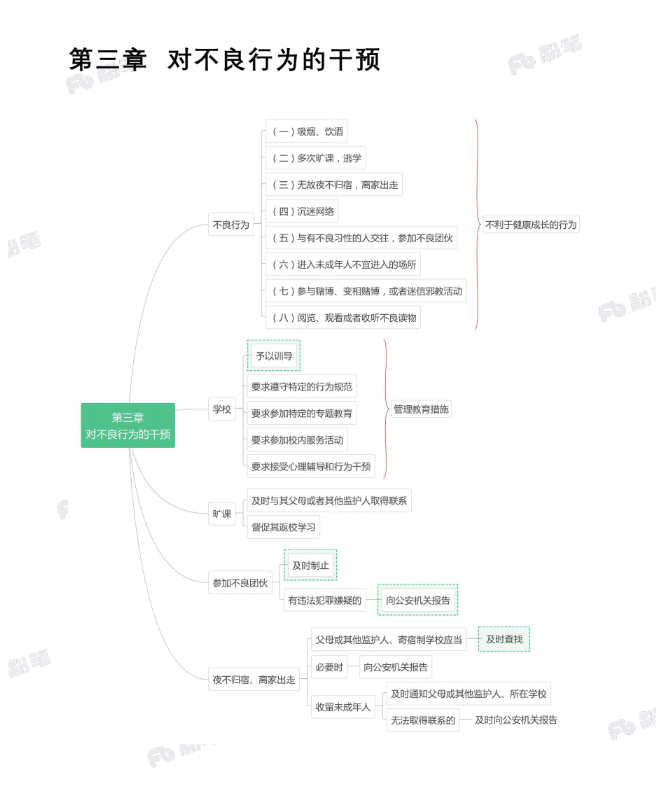 第三章 对不良行为的干预
粉笔
粉笔
(一)吸烟、饮酒
(二)多次旷课,逃学
(三)无故夜不归宿,离家出走
(四)沉迷网络
不良行为
不利于健康成长的行为
(五)与有不良习性的人交往,参加不良团伙
粉笔
(六)进入未成年人不宜进入的场所
(七)参与赌博、变相赌博,或者迷信邪教活动
粉笔
(八)阅览、观看或者收听不良读物
予以训导
要求遵守特定的行为规范
学校
要求参加特定的专题教育
管理教育措施
第三章
对不良行为的干预
要求参加校内服务活动
要求接受心理辅导和行为干预
及时与其父母或者其他监护人取得联系
旷课
督促其返校学习
及时制止
参加不良团伙
有违法犯罪嫌疑的
向公安机关报告
父母或其他监护人、寄宿制学校应当
及时查找
粉笔
必要时
向公安机关报告
夜不归宿、离家出走
及时通知父母或其他监护人、所在学校
收留未成年人
无法取得联系的
及时向公安机关报告
粉笔